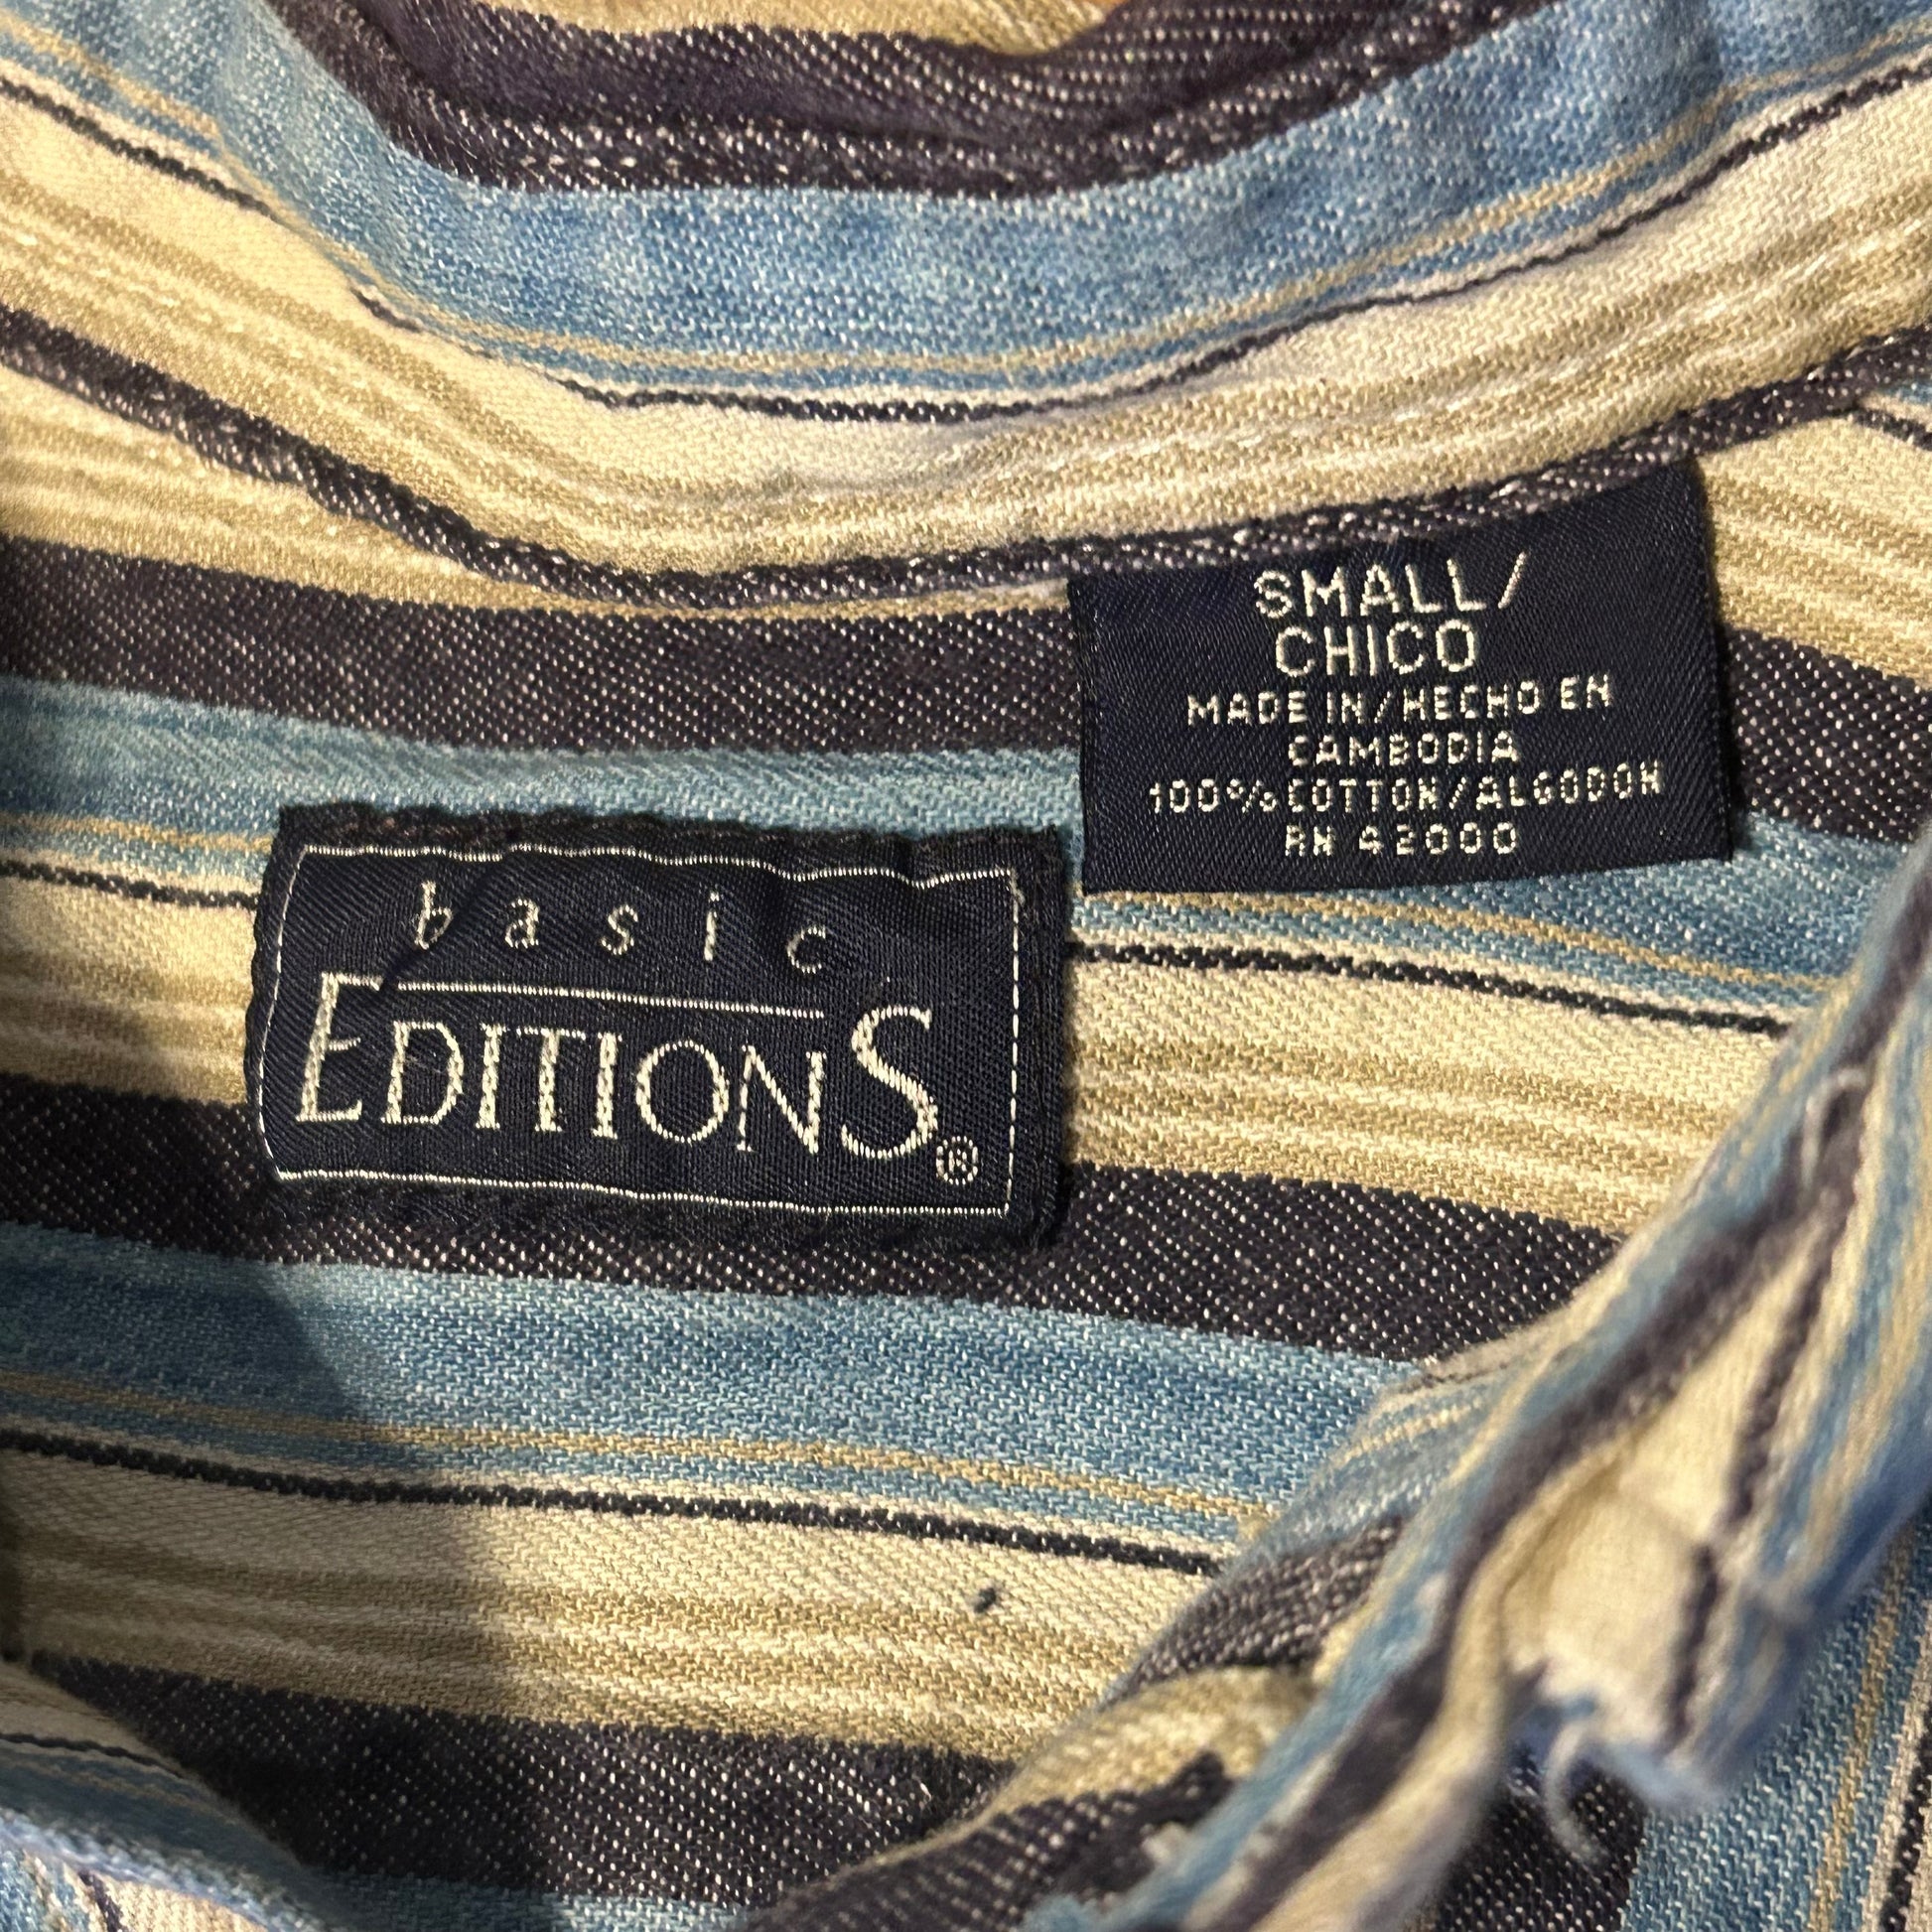 SMALL/
CHICO
MADE IN/HECHO EN
CAMBODIA
100% COTTON/ALGODON
RN 42000
basic
EDITIONS®